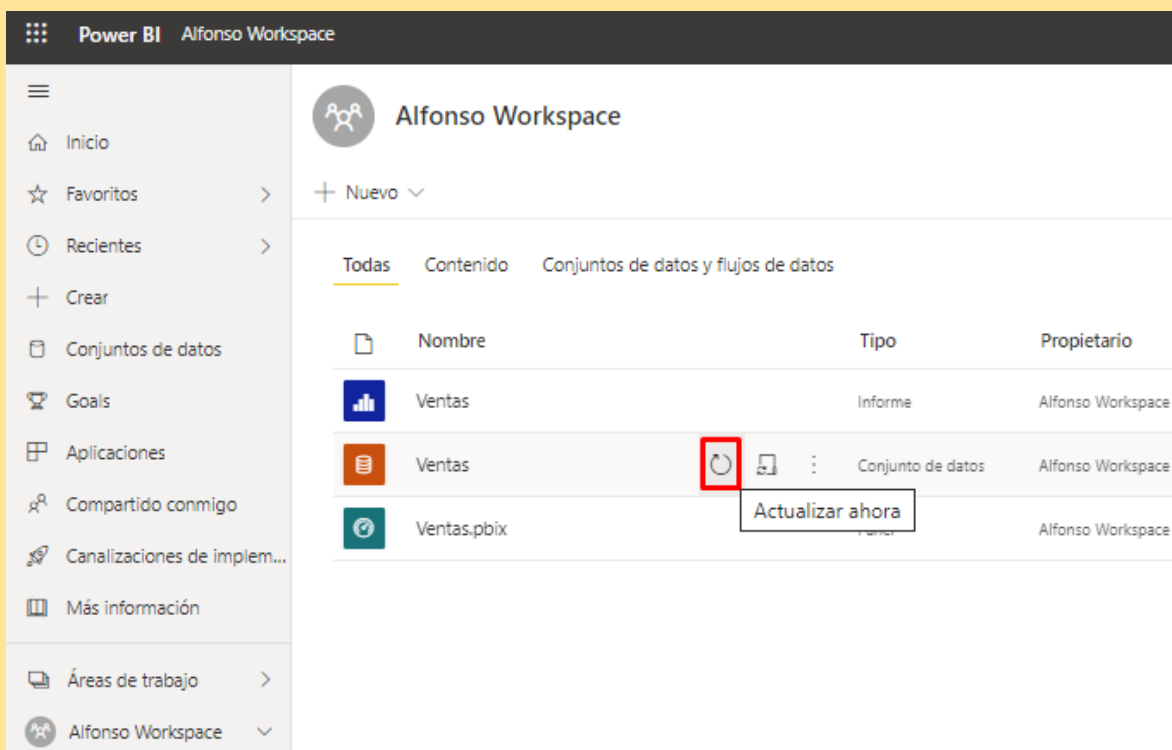 Power BI Alfonso Workspace
Alfonso Workspace
Inicio
Favoritos
Recientes
Crear
Conjuntos de datos
Goals
Aplicaciones
Compartido conmigo
Canalizaciones de implem...
Más información
Áreas de trabajo
Alfonso Workspace
Nuevo
Todas Contenido Conjuntos de datos y flujos de datos
Nombre Tipo Propietario
Ventas Informe Alfonso Workspace
Ventas Conjunto de datos Alfonso Workspace
Actualizar ahora
Ventas.pbix Alfonso Workspace